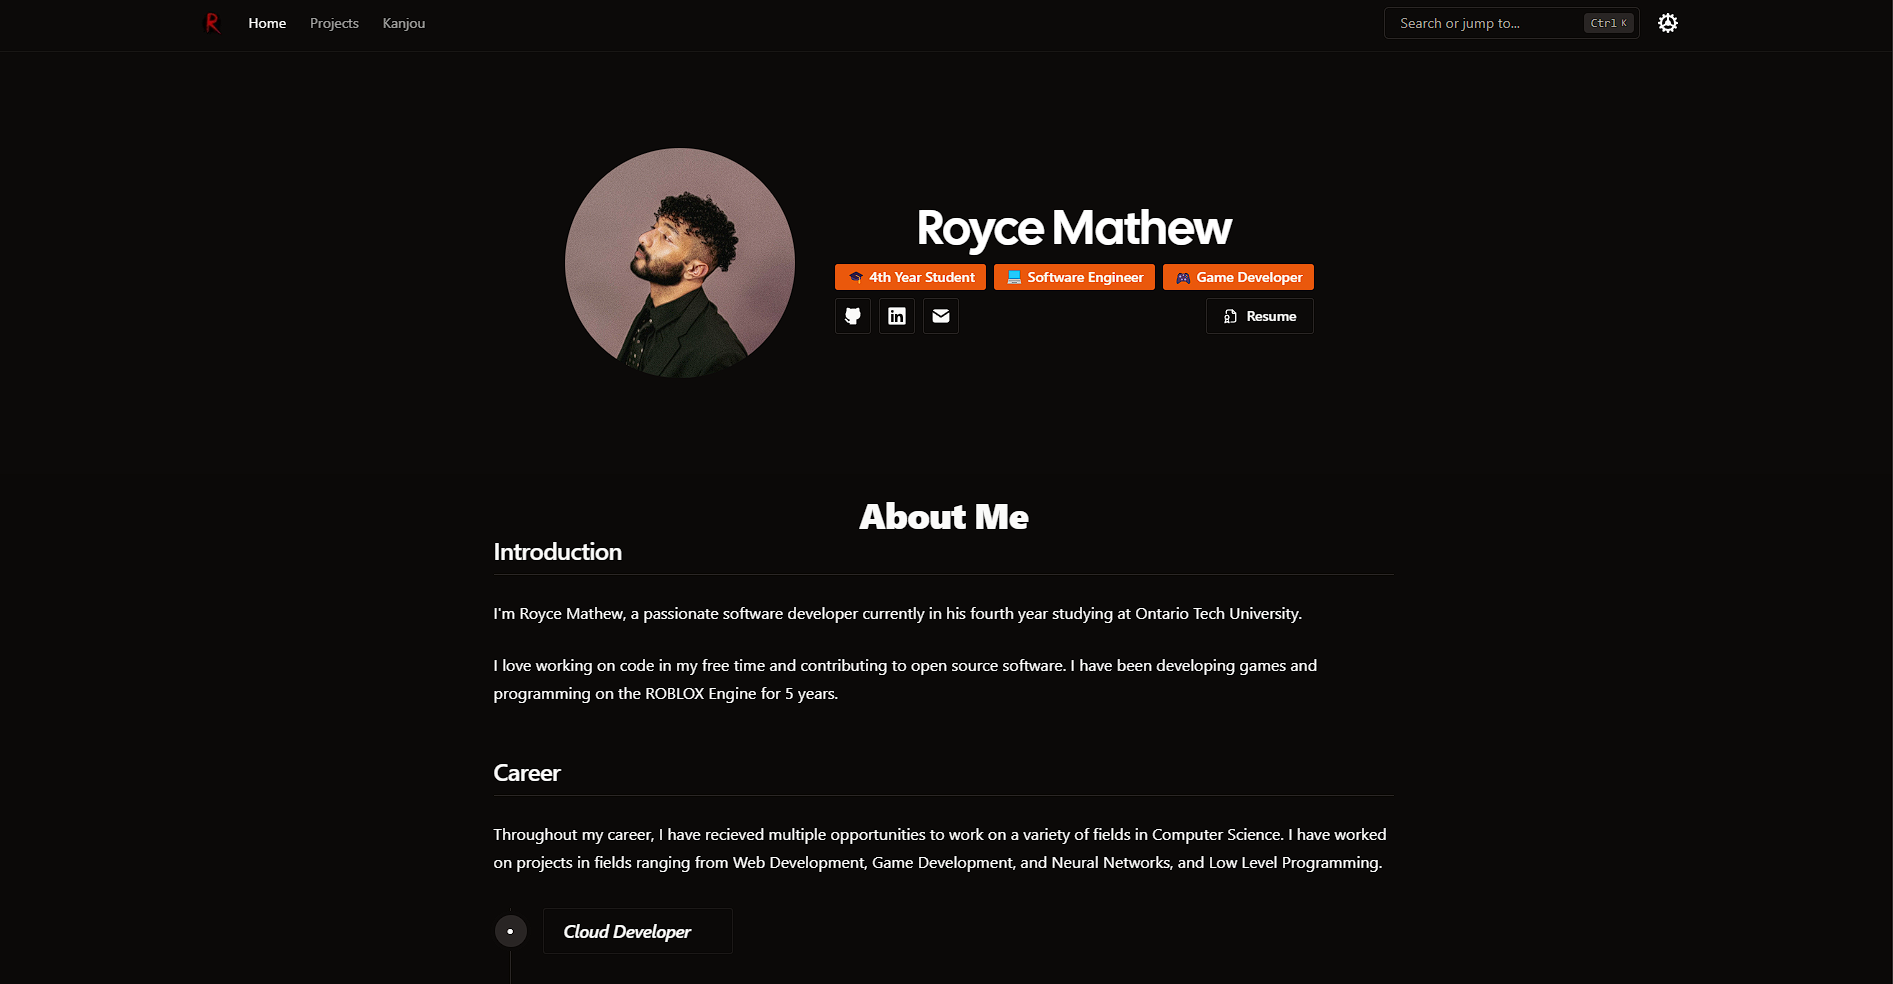 R
Home
Projects
Kanjou
Search or jump to...
Ctrl K
Royce Mathew
4th Year Student
Software Engineer
Game Developer
in
Resume
About Me
Introduction
I'm Royce Mathew, a passionate software developer currently in his fourth year studying at Ontario Tech University.
I love working on code in my free time and contributing to open source software. I have been developing games and
programming on the ROBLOX Engine for 5 years.
Career
Throughout my career, I have recieved multiple opportunities to work on a variety of fields in Computer Science. I have worked
on projects in fields ranging from Web Development, Game Development, and Neural Networks, and Low Level Programming.
Cloud Developer